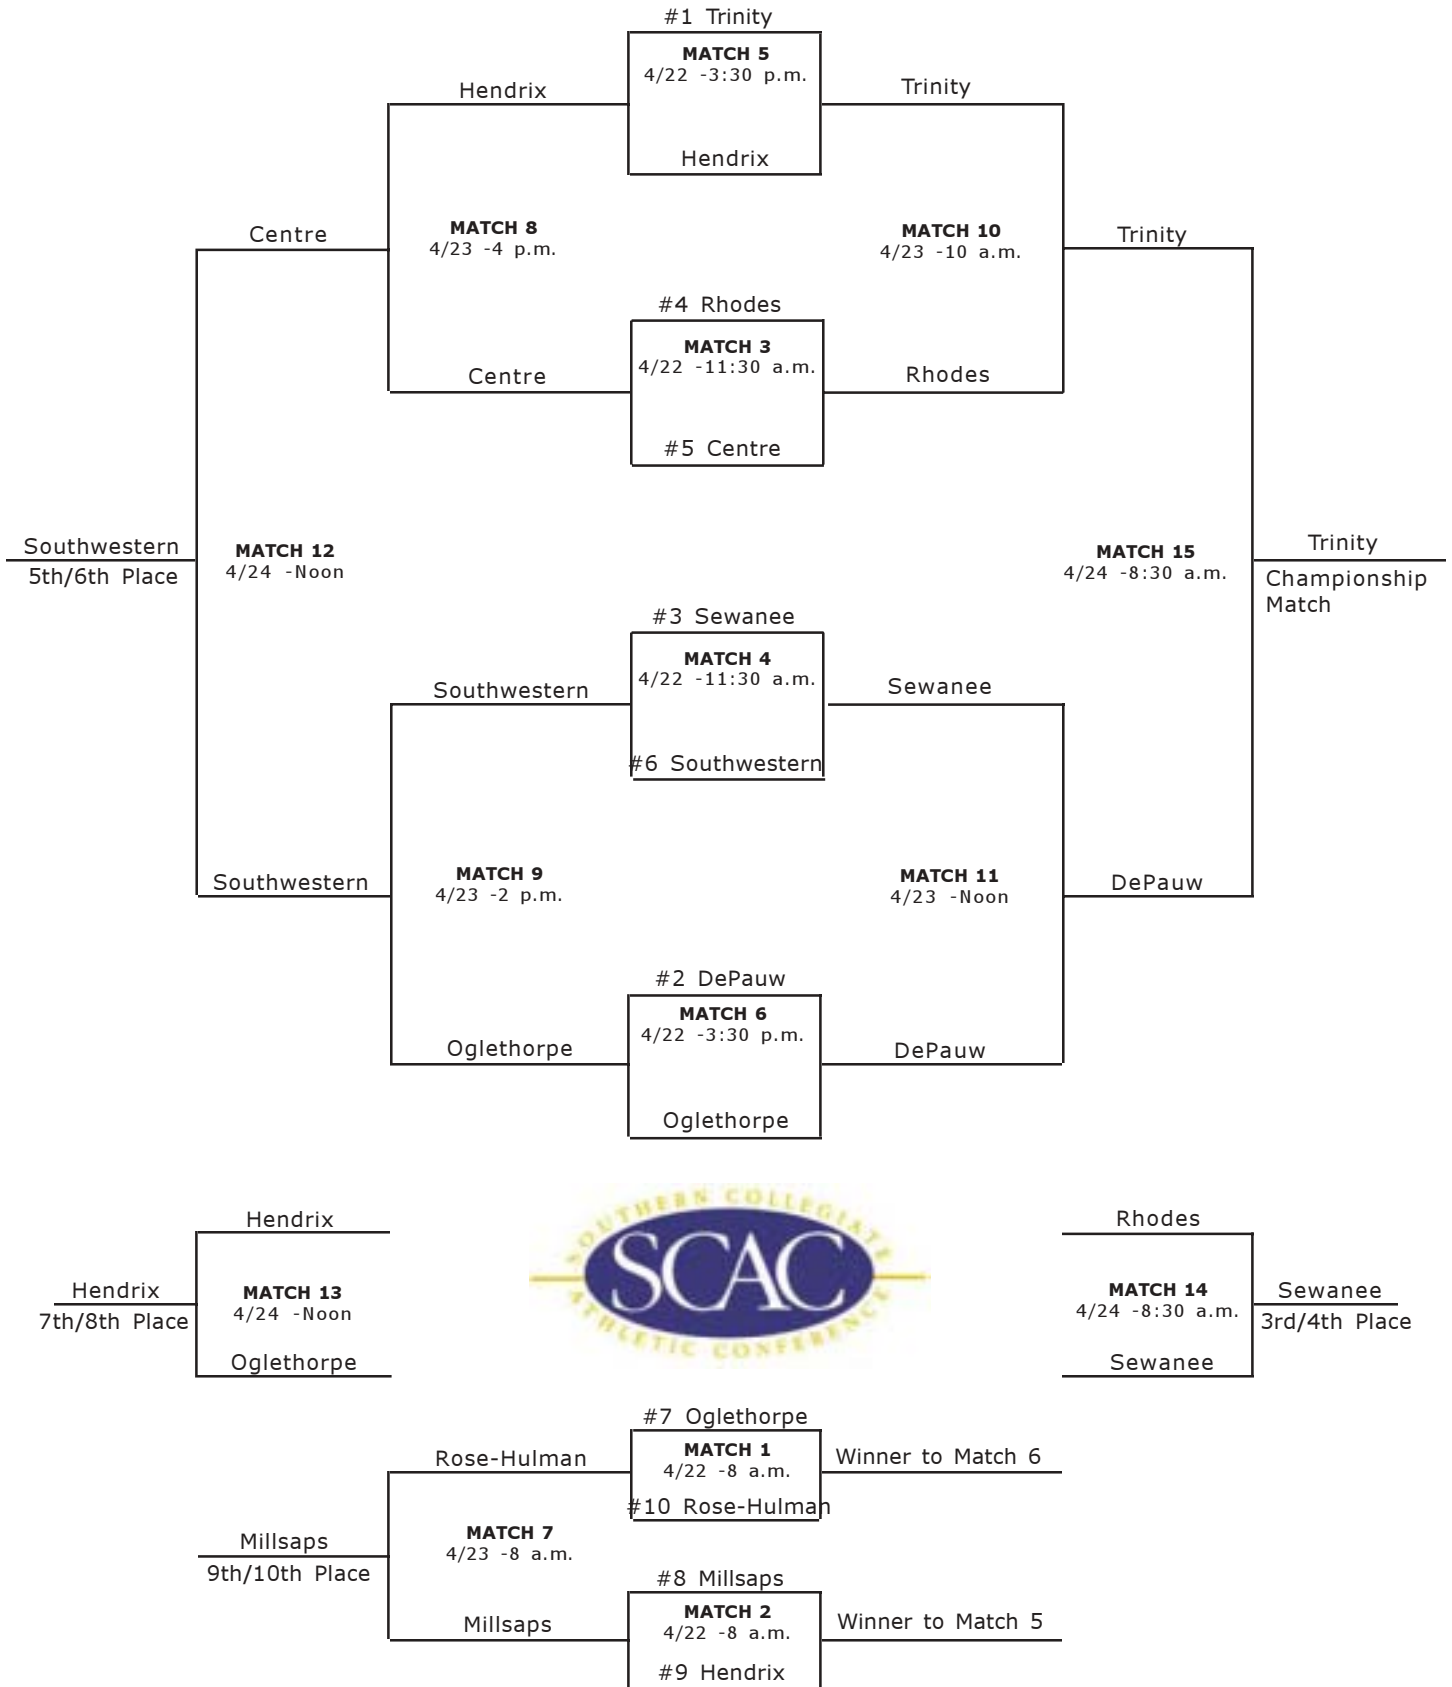 #1 Trinity
MATCH 5
4/22 -3:30 p.m.
Hendrix
Trinity
Hendrix
Centre
MATCH 8
4/23 -4 p.m.
MATCH 10
4/23 -10 a.m.
Trinity
#4 Rhodes
MATCH 3
4/22 -11:30 a.m.
Centre
Rhodes
#5 Centre
Southwestern
5th/6th Place
MATCH 12
4/24 -Noon
MATCH 15
4/24 -8:30 a.m.
Trinity
Championship
Match
#3 Sewanee
MATCH 4
4/22 -11:30 a.m.
Southwestern
Sewanee
#6 Southwestern
Southwestern
MATCH 9
4/23 -2 p.m.
MATCH 11
4/23 -Noon
DePauw
#2 DePauw
MATCH 6
4/22 -3:30 p.m.
Oglethorpe
DePauw
Oglethorpe
Hendrix
Hendrix
7th/8th Place
MATCH 13
4/24 -Noon
Oglethorpe
SOUTHERN COLLEGIATE
SCAC
ATHLETIC CONFERENCE
Rhodes
MATCH 14
4/24 -8:30 a.m.
Sewanee
3rd/4th Place
Sewanee
#7 Oglethorpe
Rose-Hulman
MATCH 1
4/22 -8 a.m.
Winner to Match 6
#10 Rose-Hulman
Millsaps
9th/10th Place
MATCH 7
4/23 -8 a.m.
#8 Millsaps
Millsaps
MATCH 2
4/22 -8 a.m.
Winner to Match 5
#9 Hendrix